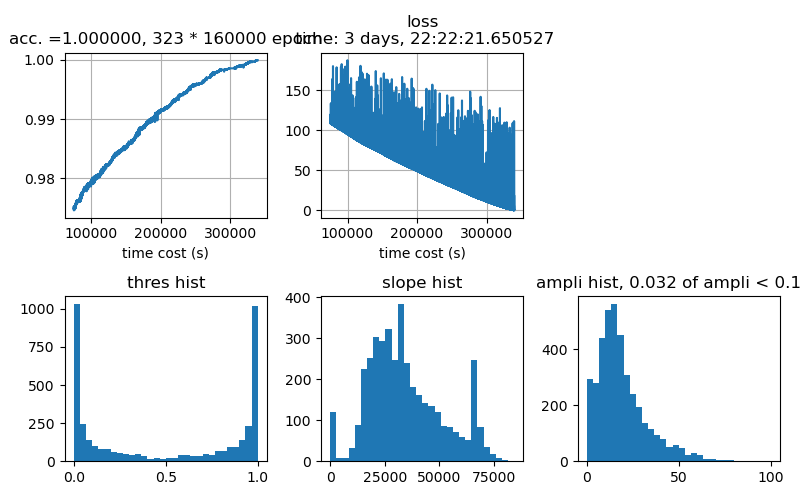 loss
acc. =1.000000, 323 * 160000 epoch
time: 3 days, 22:22:21.650527
1.00
0.99
0.98
100000 200000 300000
time cost (s)
150
100
50
0
100000 200000 300000
time cost (s)
thres hist
1000
750
500
250
0
0.0 0.5 1.0
slope hist
400
300
200
100
0
0 25000 50000 75000
ampli hist, 0.032 of ampli < 0.1
400
200
0
0 50 100